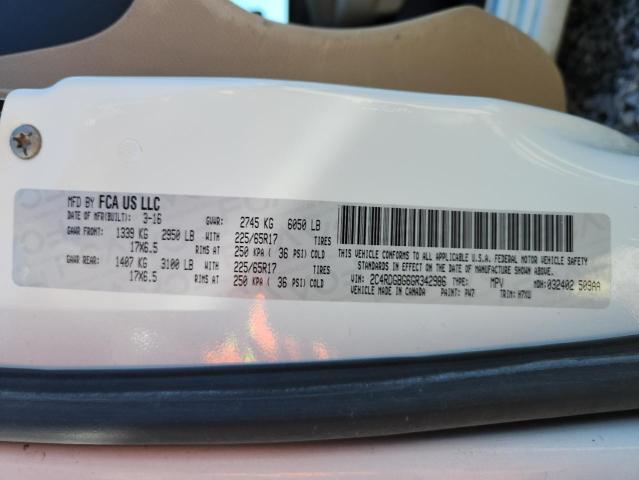 MFD BY FCA US LLC
DATE OF MFR(BUILT): 3-16 GVWR: 2745 KG 6050 LB
GAWR FRONT: 1339 KG 2950 LB 225/65R17 TIRES
17X6.5 RIMS AT 250 KPA ( 36 PSI) COLD
GAWR REAR: 1407 KG 3100 LB 225/65R17 TIRES
17X6.5 RIMS AT 250 KPA ( 36 PSI) COLD
THIS VEHICLE CONFORMS TO ALL APPLICABLE U.S.A. FEDERAL MOTOR VEHICLE SAFETY
STANDARDS IN EFFECT ON THE DATE OF MANUFACTURE SHOWN ABOVE.
VIN: 2C4RDGBG6GR342986 TYPE: MPV MDH: 032402 509AA
VEHICLE MADE IN CANADA PAINT: PW7 TRIM: H7XU